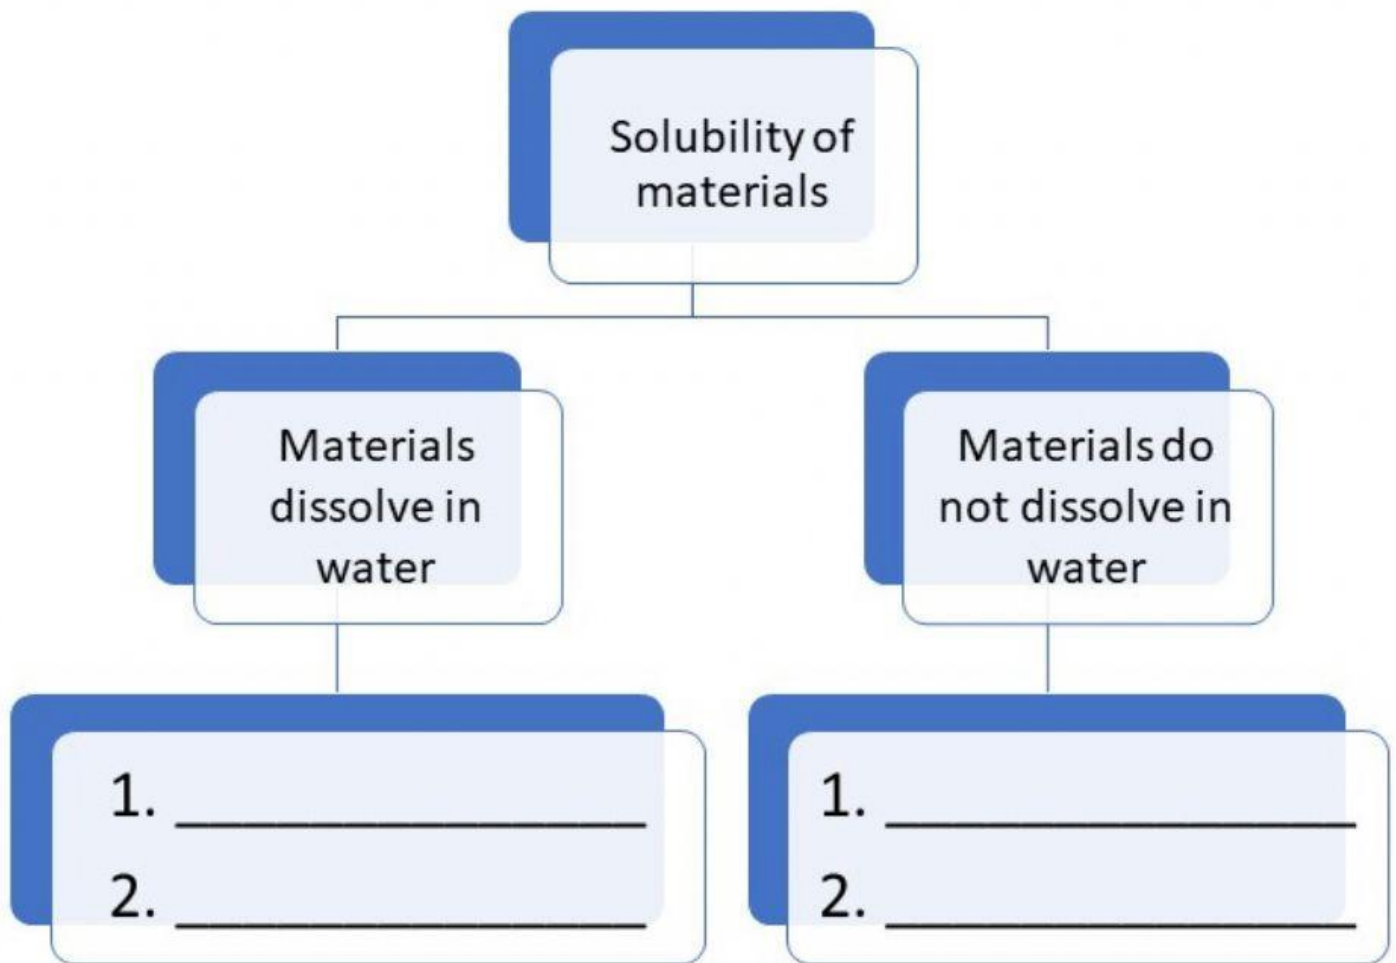 Solubility of
materials
Materials
dissolve in
water
Materials do
not dissolve in
water
1. ________________
2. ________________
1. ________________
2. ________________